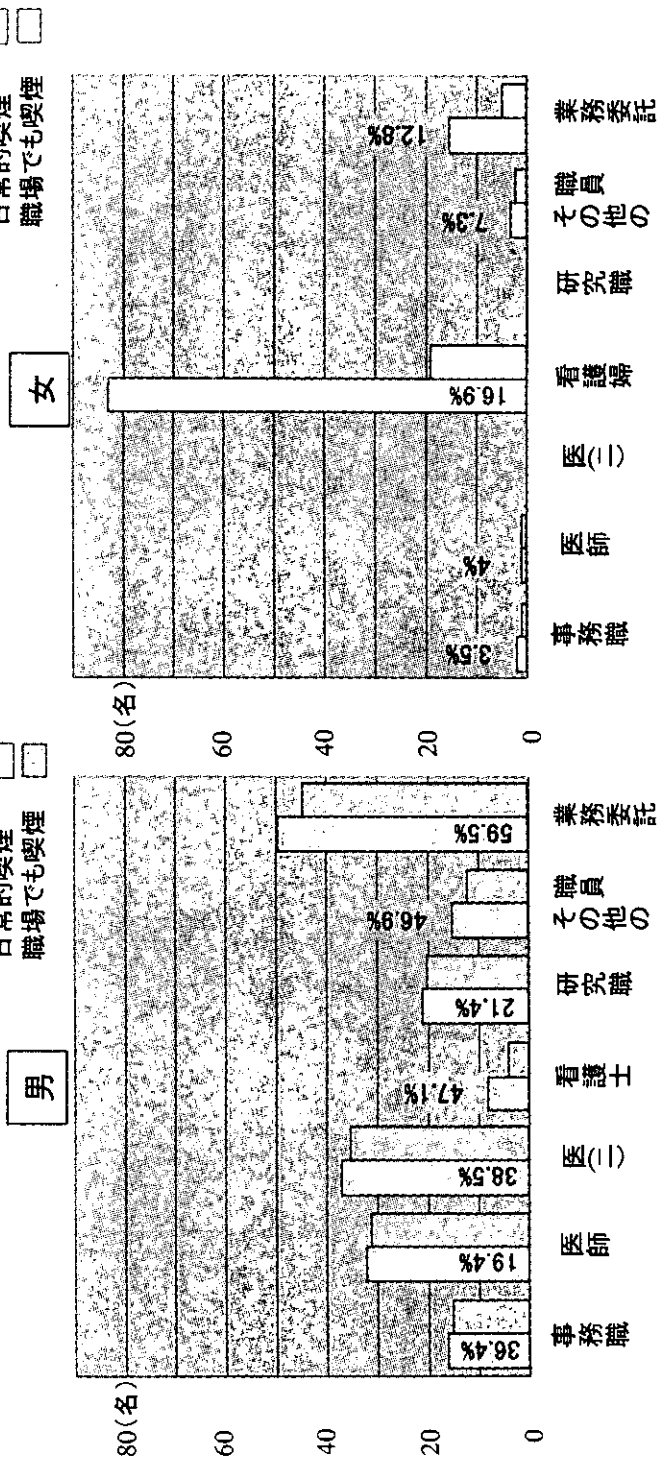 男
日常的喫煙
職場でも喫煙
80(名)
60
40
20
0
36.4%
19.4%
38.5%
47.1%
21.4%
46.9%
59.5%
事務職
医師
医(二)
看護士
研究職
その他の
職員
業務委託
女
日常的喫煙
職場でも喫煙
80(名)
60
40
20
0
3.5%
4%
16.9%
7.3%
12.8%
事務職
医師
医(二)
看護婦
研究職
その他の
職員
業務委託